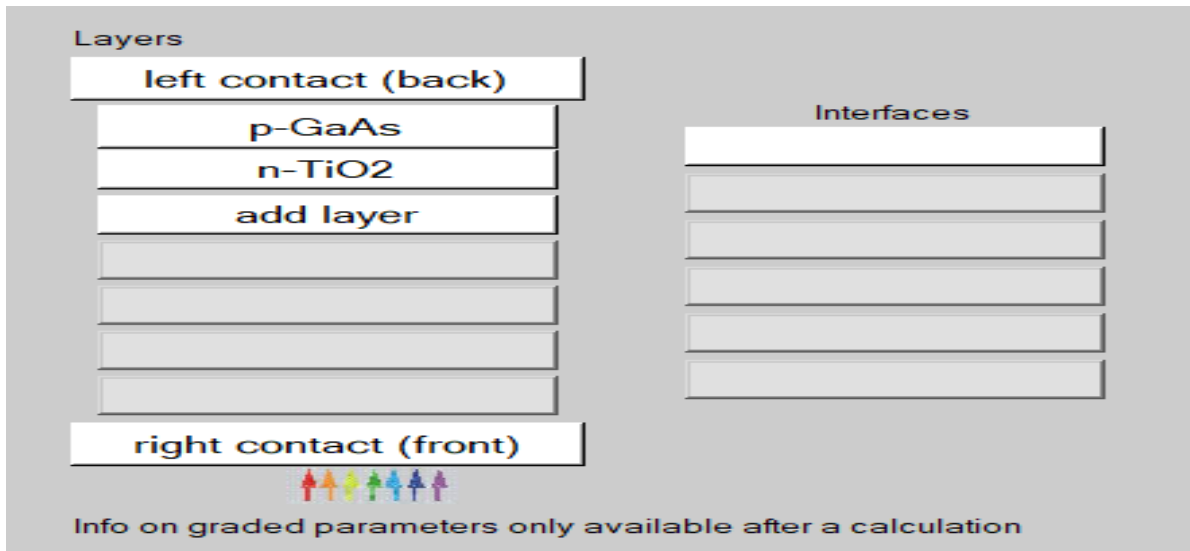 Layers
left contact (back)
Interfaces
p-GaAs
n-TiO2
add layer
right contact (front)
Info on graded parameters only available after a calculation